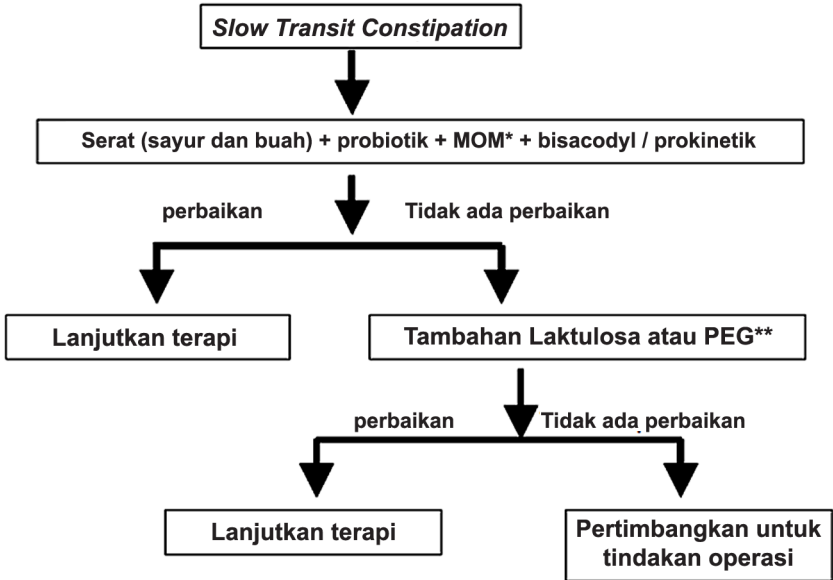 Slow Transit Constipation
Serat (sayur dan buah) + probiotik + MOM* + bisacodyl / prokinetik
perbaikan
Tidak ada perbaikan
Lanjutkan terapi
Tambahan Laktulosa atau PEG**
perbaikan
Tidak ada perbaikan
Lanjutkan terapi
Pertimbangkan untuk
tindakan operasi